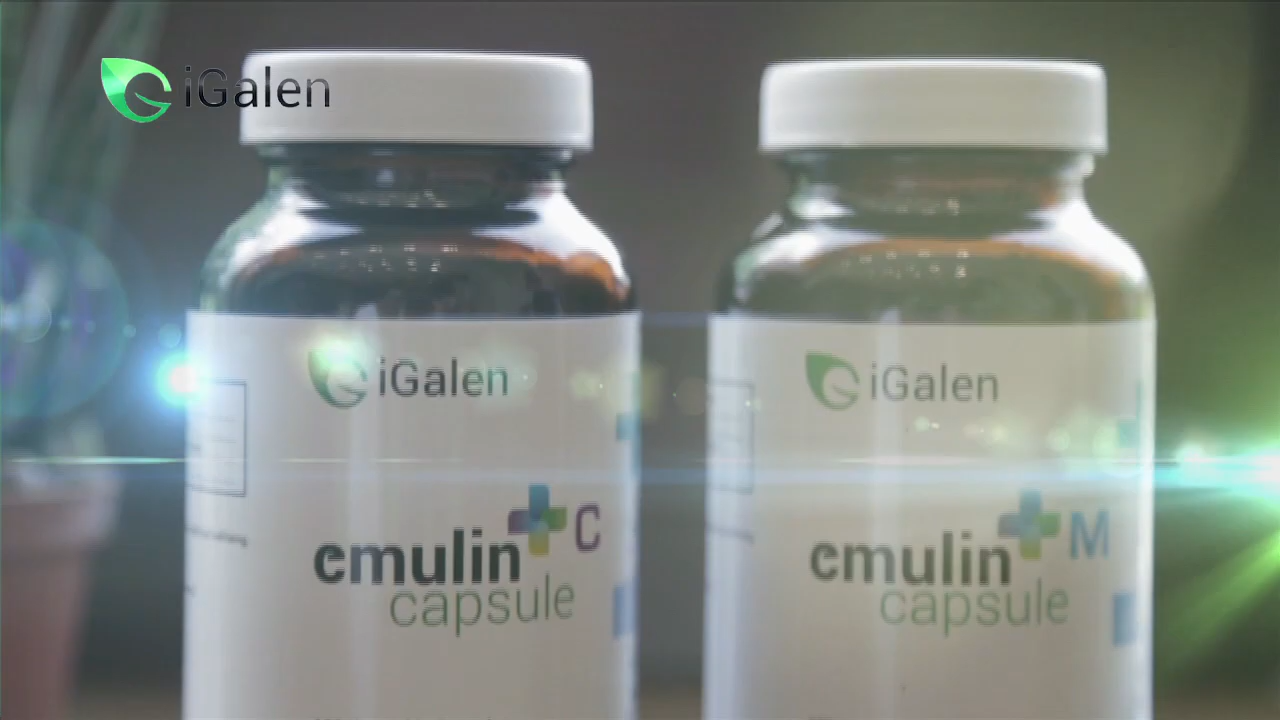 iGalen
iGalen
emulin C
capsule
iGalen
emulin M
capsule